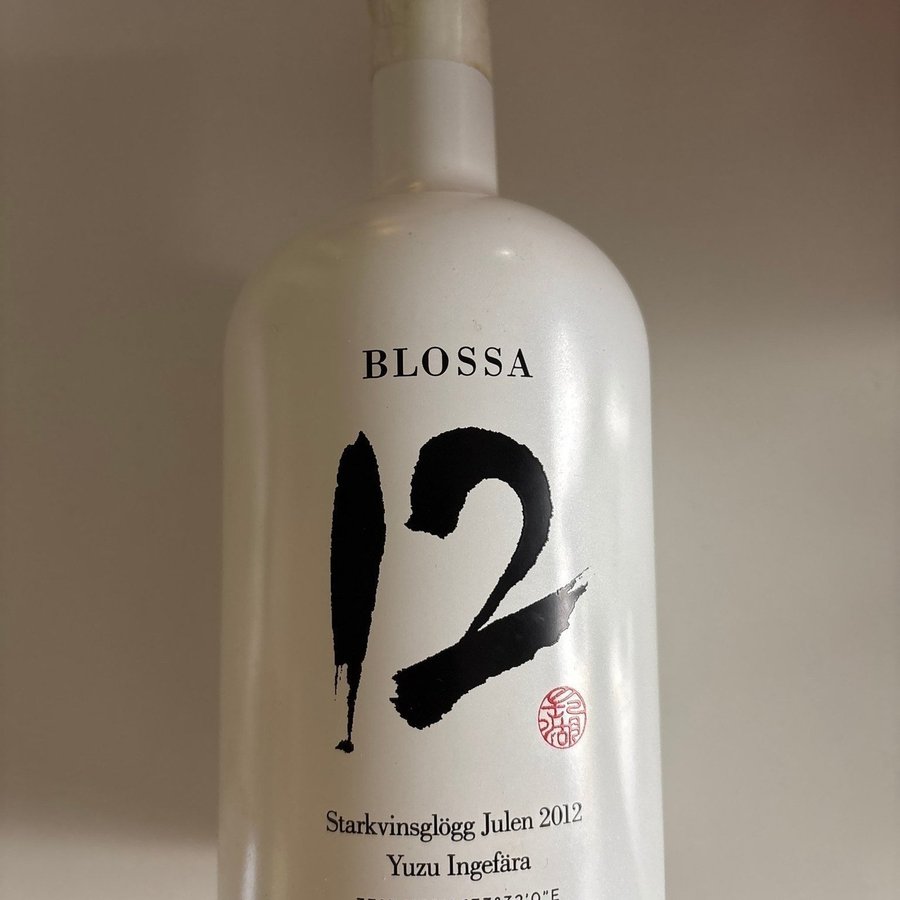 BLOSSA
12
Starkvinsglögg Julen 2012
Yuzu Ingefära